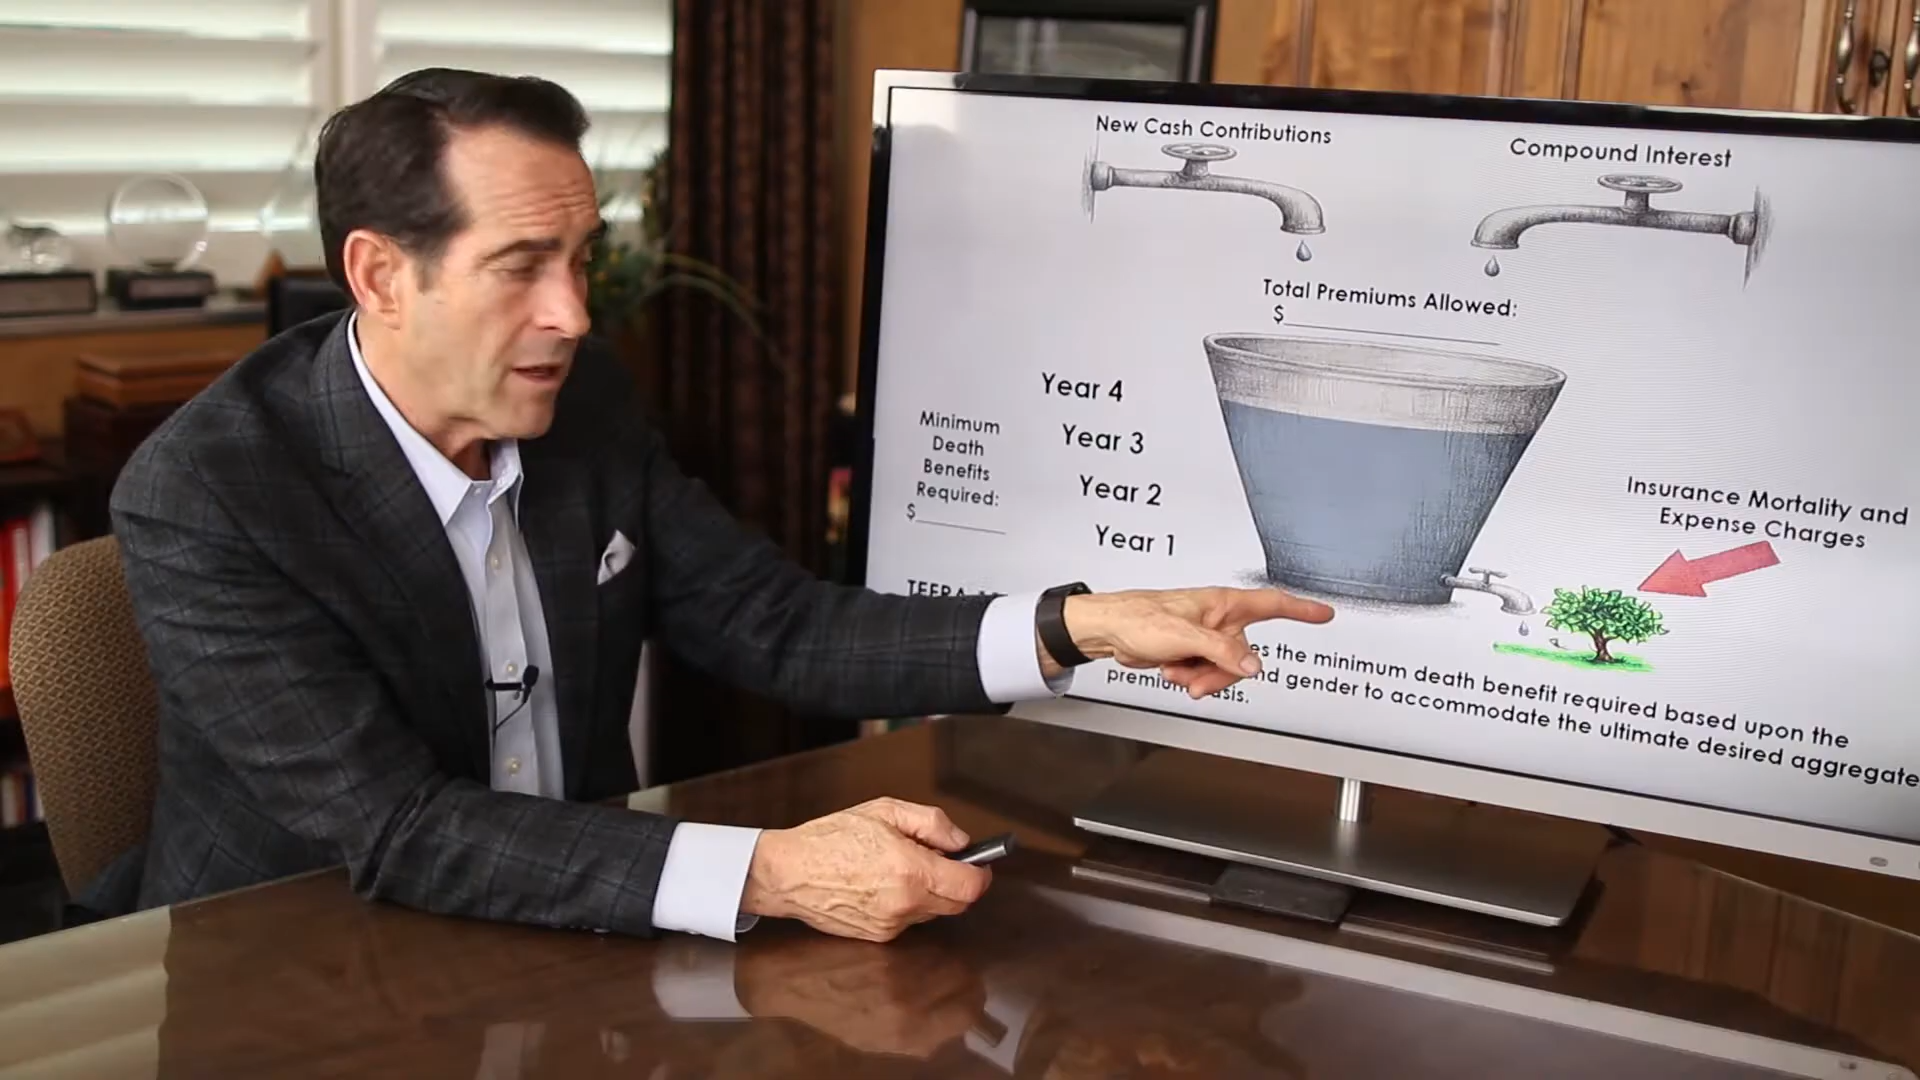 New Cash Contributions
Compound Interest
Total Premiums Allowed:
$
Year 4
Year 3
Year 2
Year 1
Minimum
Death
Benefits
Required:
$
Insurance Mortality and
Expense Charges
TEFRA
the minimum death benefit required based upon the
gender to accommodate the ultimate desired aggregate
premium